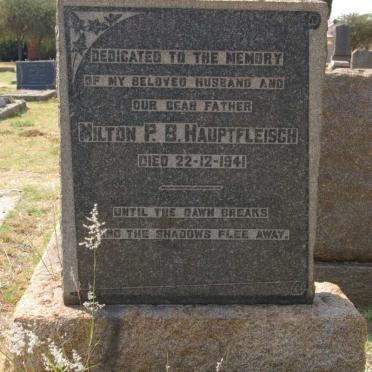 DEDICATED TO THE MEMORY
OF MY BELOVED HUSBAND AND
OUR DEAR FATHER
MILTON P. B. HAUPTFLEISCH
DIED 22-12-1941
UNTIL THE DAWN BREAKS
AND THE SHADOWS FLEE AWAY.